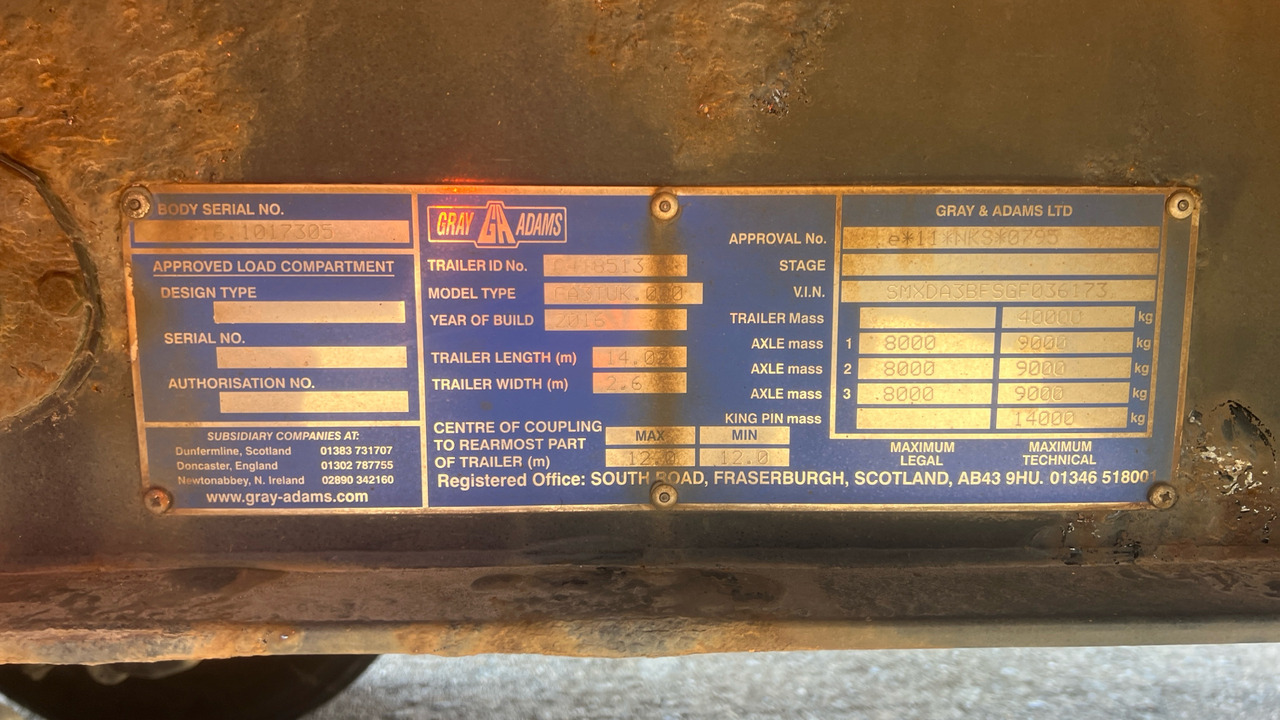 BODY SERIAL NO.
APPROVED LOAD COMPARTMENT
DESIGN TYPE
SERIAL NO.
AUTHORISATION NO.
SUBSIDIARY COMPANIES AT:
Dunfermline, Scotland 01383 731707
Doncaster, England 01302 787755
Newtonabbey, N. Ireland 02890 342160
www.gray-adams.com
GRAY GA ADAMS
TRAILER ID No.
MODEL TYPE
YEAR OF BUILD 2016
TRAILER LENGTH (m)
TRAILER WIDTH (m)
CENTRE OF COUPLING
TO REARMOST PART
OF TRAILER (m)
MAX MIN
12.0 12.0
GRAY & ADAMS LTD
APPROVAL No.
STAGE
V.I.N.
TRAILER Mass 40000 kg
AXLE mass 1 8000 9000 kg
AXLE mass 2 8000 9000 kg
AXLE mass 3 8000 9000 kg
KING PIN mass 14000 kg
MAXIMUM LEGAL
MAXIMUM TECHNICAL
Registered Office: SOUTH ROAD, FRASERBURGH, SCOTLAND, AB43 9HU. 01346 518001